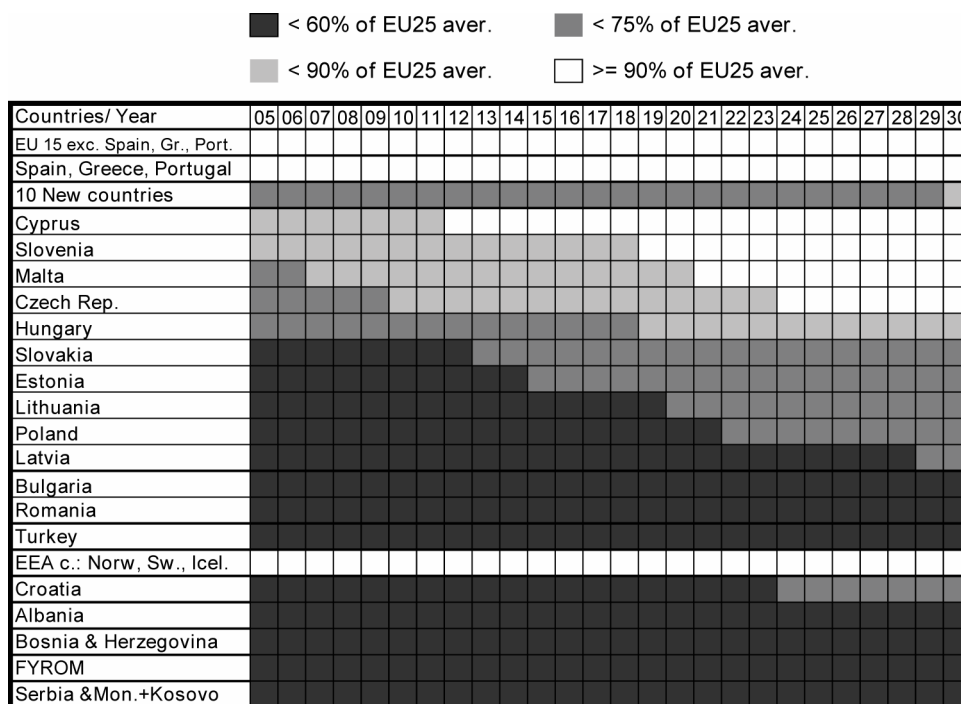 < 60% of EU25 aver. < 75% of EU25 aver.
< 90% of EU25 aver. >= 90% of EU25 aver.
Countries/ Year 05 06 07 08 09 10 11 12 13 14 15 16 17 18 19 20 21 22 23 24 25 26 27 28 29 30
EU 15 exc. Spain, Gr., Port.
Spain, Greece, Portugal
10 New countries
Cyprus
Slovenia
Malta
Czech Rep.
Hungary
Slovakia
Estonia
Lithuania
Poland
Latvia
Bulgaria
Romania
Turkey
EEA c.: Norw, Sw., Icel.
Croatia
Albania
Bosnia & Herzegovina
FYROM
Serbia &Mon.+Kosovo